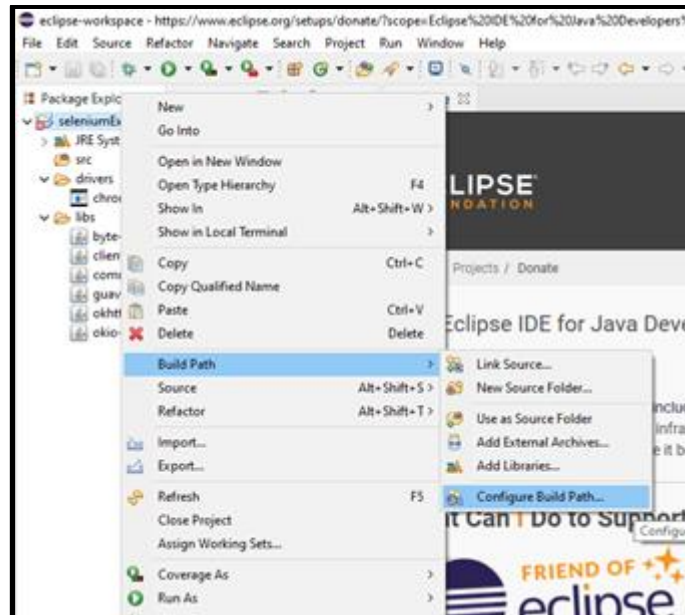 eclipse-workspace - https://www.eclipse.org/setups/donate/?scope=Eclipse%20IDE%20for%20Java%20Developers%
File Edit Source Refactor Navigate Search Project Run Window Help
Package Explo
seleniumEx
JRE Syst
src
drivers
chro
libs
byte-
clien
comm
guav
okhtt
okio-
New
Go Into
Open in New Window
Open Type Hierarchy F4
Show In Alt+Shift+W >
Show in Local Terminal
Copy Ctrl+C
Copy Qualified Name
Paste Ctrl+V
Delete Delete
Build Path
Source Alt+Shift+S >
Refactor Alt+Shift+T >
Import...
Export...
Refresh F5
Close Project
Assign Working Sets...
Coverage As
Run As
Link Source...
New Source Folder...
Use as Source Folder
Add External Archives...
Add Libraries...
Configure Build Path...
LIPSE
NDATION
Projects / Donate
Eclipse IDE for Java Deve
inclu
infra
e it b
t Can I Do to Support
Configu
FRIEND OF
eclipse